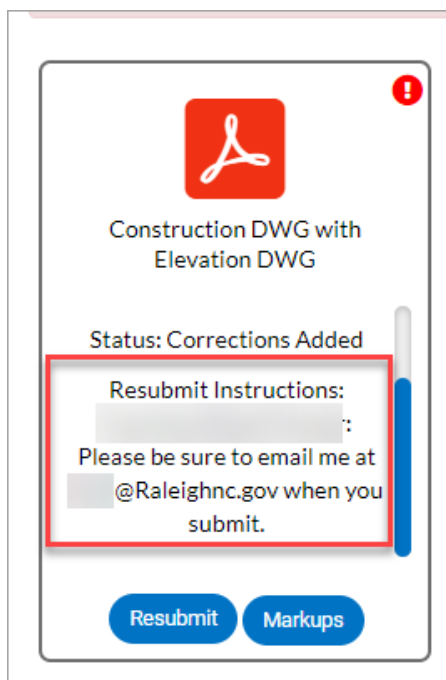 Construction DWG with
Elevation DWG
Status: Corrections Added
Resubmit Instructions:
r:
Please be sure to email me at
@Raleighnc.gov when you
submit.
Resubmit Markups